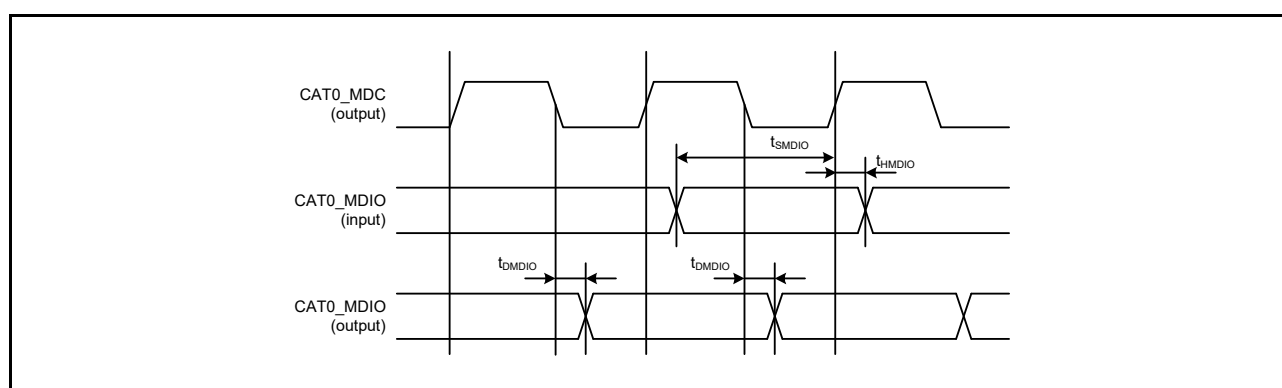 CAT0_MDC
(output)
tSMDIO
tHMDIO
CAT0_MDIO
(input)
tDMDIO
tDMDIO
CAT0_MDIO
(output)